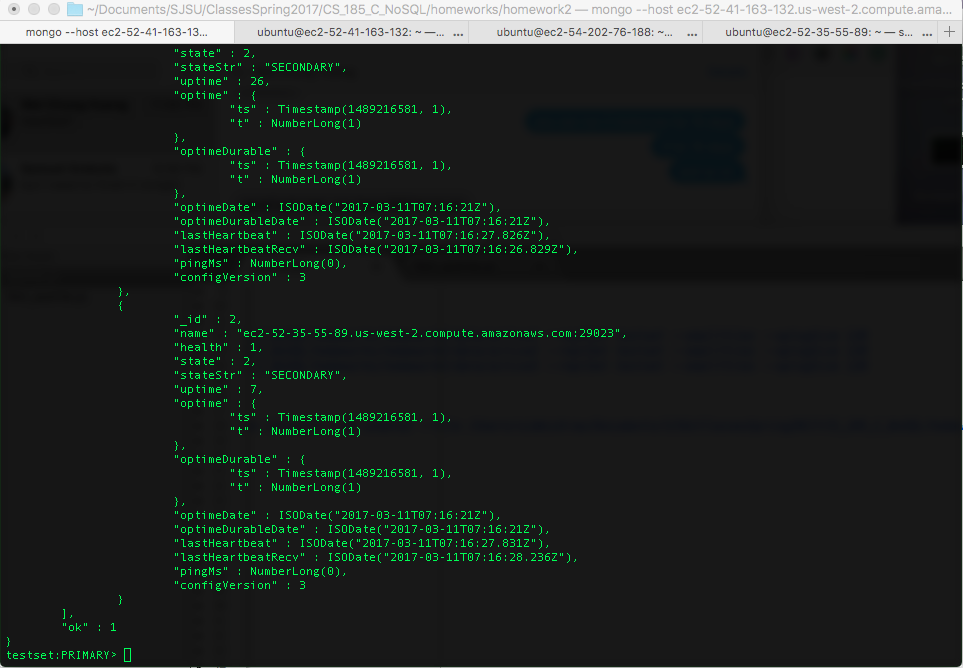 ~/Documents/SJSU/ClassesSpring2017/CS_185_C_NoSQL/homeworks/homework2 — mongo --host ec2-52-41-163-132.us-west-2.compute.ama...
mongo --host ec2-52-41-163-13... ubuntu@ec2-52-41-163-132: ~ —... ... ubuntu@ec2-54-202-76-188: ~... ... ubuntu@ec2-52-35-55-89: ~ — s... ... +
"state" : 2,
"stateStr" : "SECONDARY",
"uptime" : 26,
"optime" : {
"ts" : Timestamp(1489216581, 1),
"t" : NumberLong(1)
},
"optimeDurable" : {
"ts" : Timestamp(1489216581, 1),
"t" : NumberLong(1)
},
"optimeDate" : ISODate("2017-03-11T07:16:21Z"),
"optimeDurableDate" : ISODate("2017-03-11T07:16:21Z"),
"lastHeartbeat" : ISODate("2017-03-11T07:16:27.826Z"),
"lastHeartbeatRecv" : ISODate("2017-03-11T07:16:26.829Z"),
"pingMs" : NumberLong(0),
"configVersion" : 3
},
{
"_id" : 2,
"name" : "ec2-52-35-55-89.us-west-2.compute.amazonaws.com:29023",
"health" : 1,
"state" : 2,
"stateStr" : "SECONDARY",
"uptime" : 7,
"optime" : {
"ts" : Timestamp(1489216581, 1),
"t" : NumberLong(1)
},
"optimeDurable" : {
"ts" : Timestamp(1489216581, 1),
"t" : NumberLong(1)
},
"optimeDate" : ISODate("2017-03-11T07:16:21Z"),
"optimeDurableDate" : ISODate("2017-03-11T07:16:21Z"),
"lastHeartbeat" : ISODate("2017-03-11T07:16:27.831Z"),
"lastHeartbeatRecv" : ISODate("2017-03-11T07:16:28.236Z"),
"pingMs" : NumberLong(0),
"configVersion" : 3
}
],
"ok" : 1
}
testset:PRIMARY>